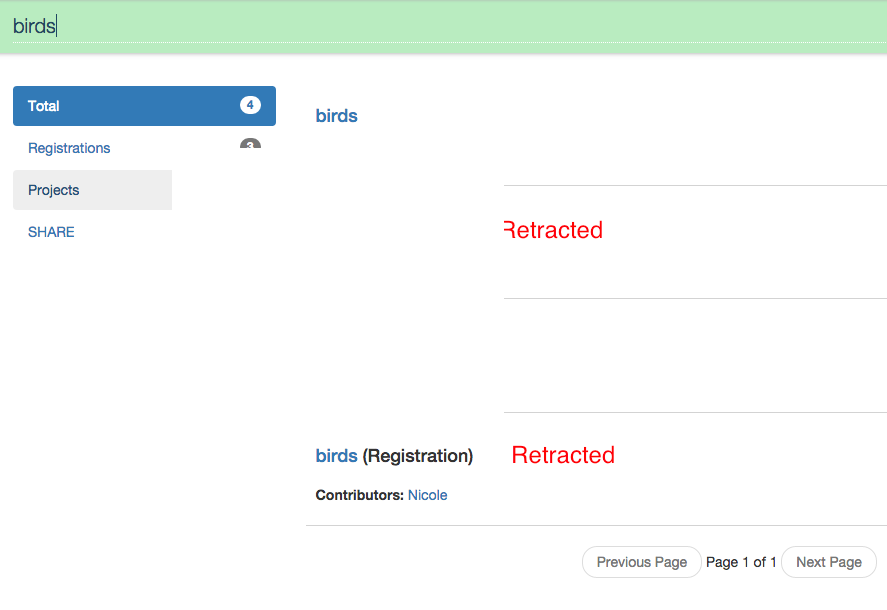 birds
Total 4
Registrations 3
Projects
SHARE
birds
Retracted
birds (Registration) Retracted
Contributors: Nicole
Previous Page Page 1 of 1 Next Page